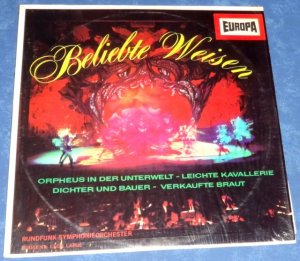 EUROPA
Beliebte Weisen
ORPHEUS IN DER UNTERWELT - LEICHTE KAVALLERIE
DICHTER UND BAUER - VERKAUFTE BRAUT
RUNDFUNK-SYMPHONIEORCHESTER